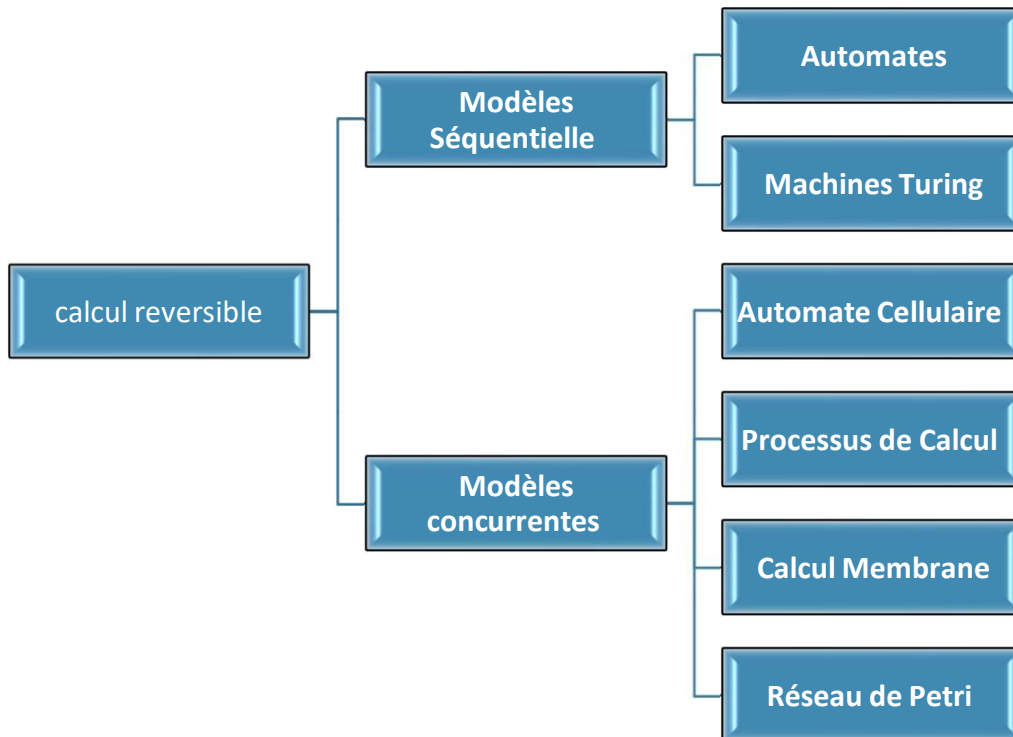 calcul reversible
Modèles
Séquentielle
Automates
Machines Turing
Modèles
concurrentes
Automate Cellulaire
Processus de Calcul
Calcul Membrane
Réseau de Petri